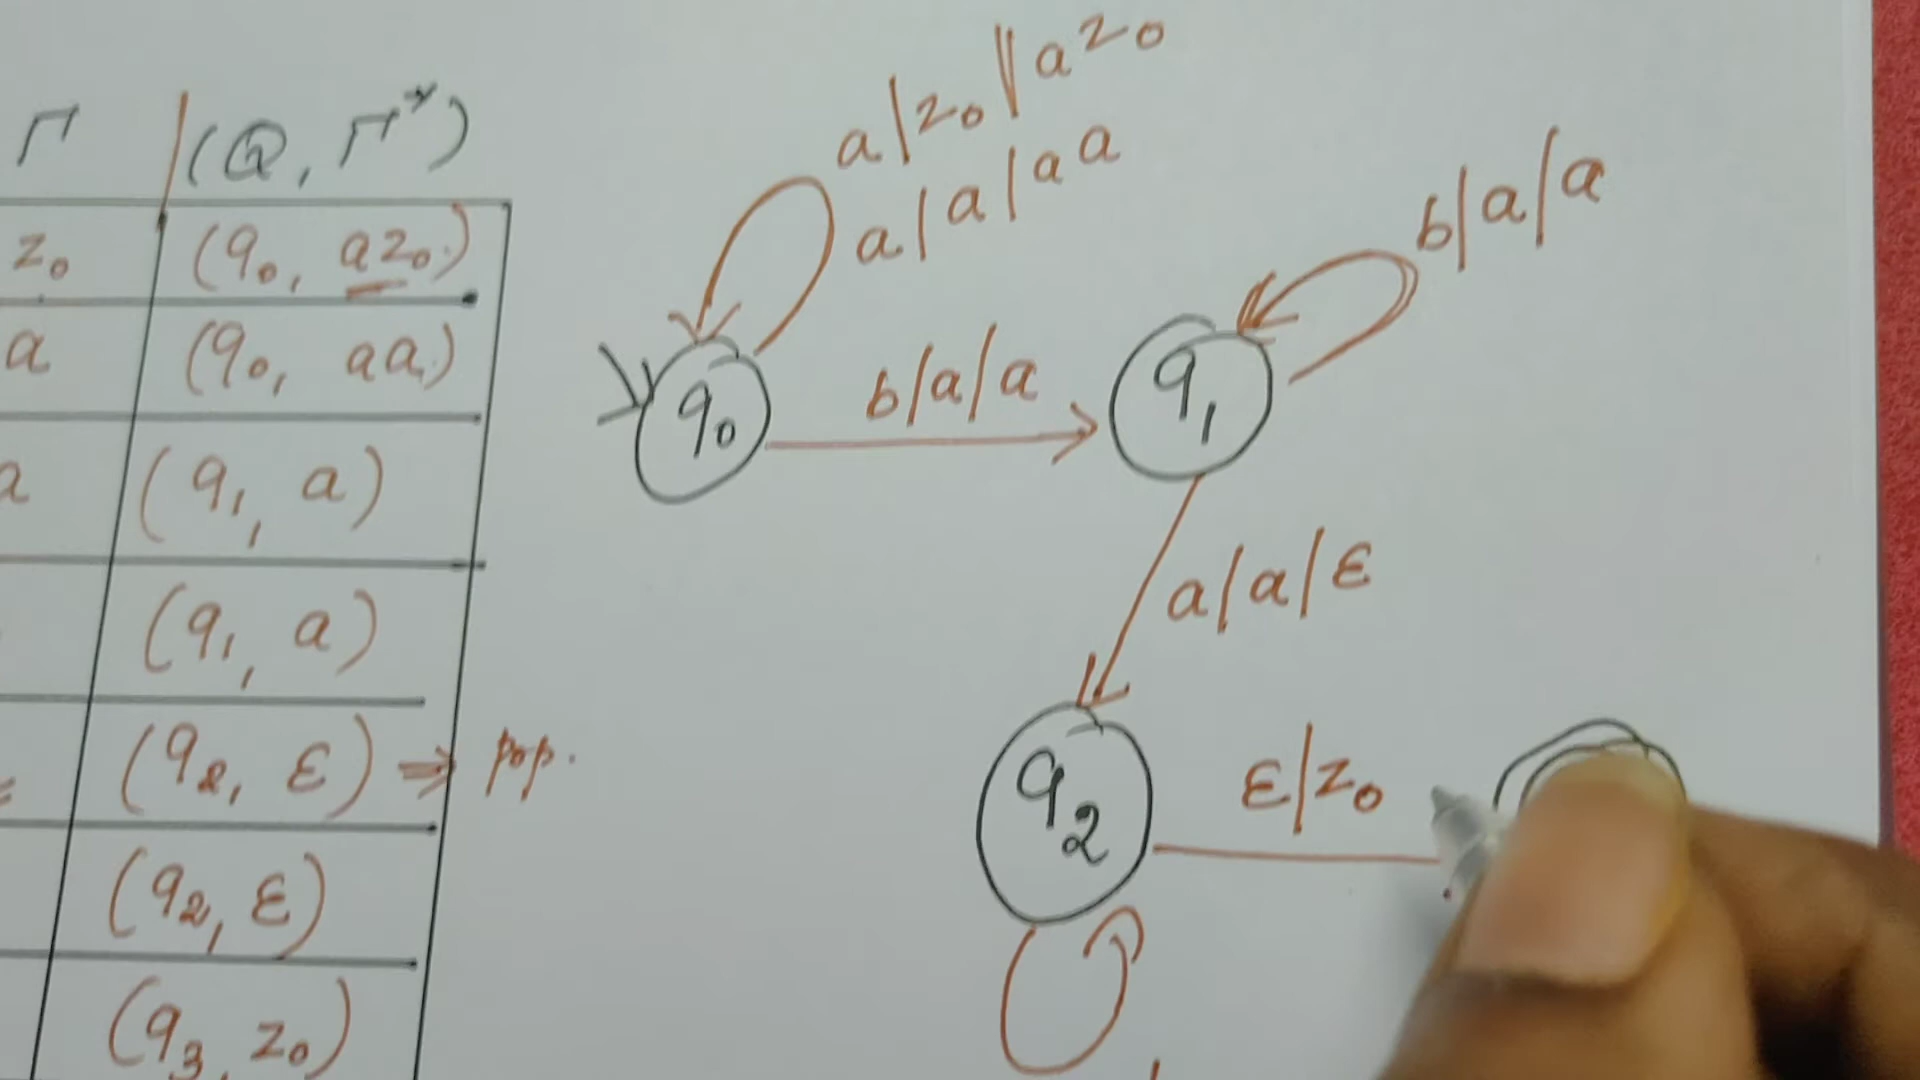 Γ | (Q, Γ*)
z₀ (q₀, az₀)
a (q₀, aa)
a (q₁, a)
(q₁, a)
(q₂, ε) ⇒ pop.
(q₂, ε)
(q₃, z₀)
a|z₀||az₀
a|a|aa
b|a|a
q₀
b|a|a
q₁
a|a|ε
q₂
ε|z₀